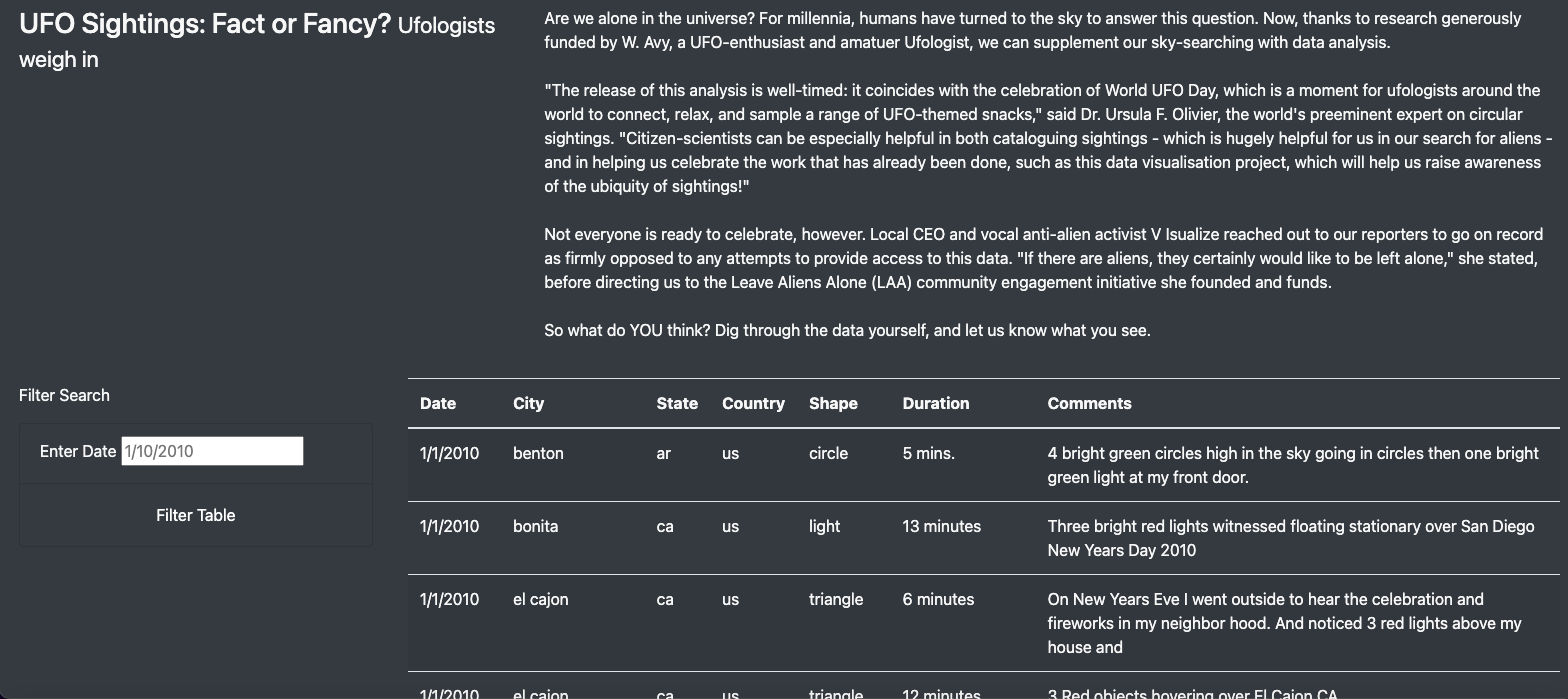 UFO Sightings: Fact or Fancy? Ufologists
weigh in
Are we alone in the universe? For millennia, humans have turned to the sky to answer this question. Now, thanks to research generously
funded by W. Avy, a UFO-enthusiast and amatuer Ufologist, we can supplement our sky-searching with data analysis.
"The release of this analysis is well-timed: it coincides with the celebration of World UFO Day, which is a moment for ufologists around the
world to connect, relax, and sample a range of UFO-themed snacks," said Dr. Ursula F. Olivier, the world's preeminent expert on circular
sightings. "Citizen-scientists can be especially helpful in both cataloguing sightings - which is hugely helpful for us in our search for aliens -
and in helping us celebrate the work that has already been done, such as this data visualisation project, which will help us raise awareness
of the ubiquity of sightings!"
Not everyone is ready to celebrate, however. Local CEO and vocal anti-alien activist V Isualize reached out to our reporters to go on record
as firmly opposed to any attempts to provide access to this data. "If there are aliens, they certainly would like to be left alone," she stated,
before directing us to the Leave Aliens Alone (LAA) community engagement initiative she founded and funds.
So what do YOU think? Dig through the data yourself, and let us know what you see.
Filter Search
Enter Date 1/10/2010
Filter Table
Date City State Country Shape Duration Comments
1/1/2010 benton ar us circle 5 mins. 4 bright green circles high in the sky going in circles then one bright
green light at my front door.
1/1/2010 bonita ca us light 13 minutes Three bright red lights witnessed floating stationary over San Diego
New Years Day 2010
1/1/2010 el cajon ca us triangle 6 minutes On New Years Eve I went outside to hear the celebration and
fireworks in my neighbor hood. And noticed 3 red lights above my
house and
1/1/2010 el cajon ca us triangle 12 minutes 3 Red objects hovering over El Cajon CA